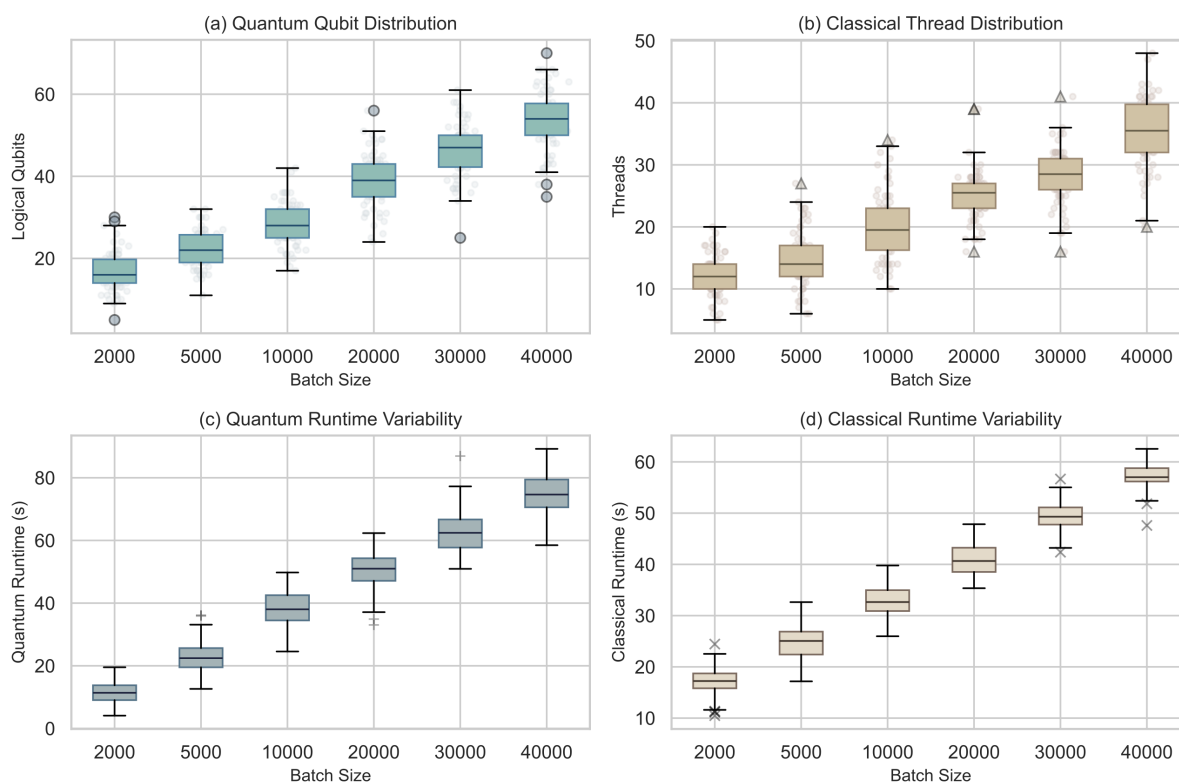 (a) Quantum Qubit Distribution
Logical Qubits
60
40
20
2000 5000 10000 20000 30000 40000
Batch Size
(b) Classical Thread Distribution
Threads
50
40
30
20
10
2000 5000 10000 20000 30000 40000
Batch Size
(c) Quantum Runtime Variability
Quantum Runtime (s)
80
60
40
20
0
2000 5000 10000 20000 30000 40000
Batch Size
(d) Classical Runtime Variability
Classical Runtime (s)
60
50
40
30
20
10
2000 5000 10000 20000 30000 40000
Batch Size